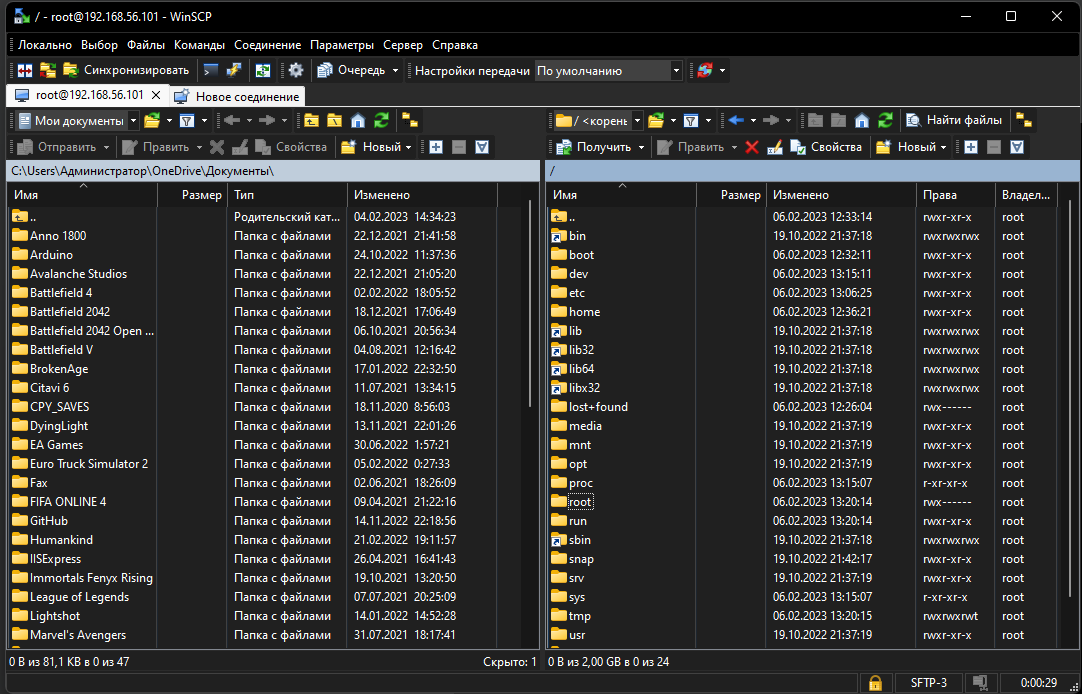 / - root@192.168.56.101 - WinSCP
Локально Выбор Файлы Команды Соединение Параметры Сервер Справка
Синхронизировать Очередь Настройки передачи По умолчанию
root@192.168.56.101 Новое соединение
Мои документы
Отправить Править Свойства Новый
C:\Users\Администратор\OneDrive\Документы\
Имя Размер Тип Изменено
.. Родительский кат... 04.02.2023 14:34:23
Anno 1800 Папка с файлами 22.12.2021 21:41:58
Arduino Папка с файлами 24.10.2022 11:37:36
Avalanche Studios Папка с файлами 22.12.2021 21:05:20
Battlefield 4 Папка с файлами 02.02.2022 18:05:52
Battlefield 2042 Папка с файлами 18.12.2021 17:06:49
Battlefield 2042 Open ... Папка с файлами 06.10.2021 20:56:34
Battlefield V Папка с файлами 04.08.2021 12:16:42
BrokenAge Папка с файлами 17.01.2022 22:32:50
Citavi 6 Папка с файлами 11.07.2021 13:34:15
CPY_SAVES Папка с файлами 18.11.2020 8:56:03
DyingLight Папка с файлами 13.11.2021 22:01:26
EA Games Папка с файлами 30.06.2022 1:57:21
Euro Truck Simulator 2 Папка с файлами 05.02.2022 0:27:33
Fax Папка с файлами 02.06.2021 18:26:09
FIFA ONLINE 4 Папка с файлами 09.04.2021 21:22:16
GitHub Папка с файлами 14.11.2022 22:18:56
Humankind Папка с файлами 21.02.2022 19:11:57
IISExpress Папка с файлами 26.04.2021 16:41:43
Immortals Fenyx Rising Папка с файлами 19.10.2021 13:20:50
League of Legends Папка с файлами 07.07.2021 20:25:09
Lightshot Папка с файлами 14.01.2022 14:52:28
Marvel's Avengers Папка с файлами 31.07.2021 18:17:41
0 B из 81,1 KB в 0 из 47 Скрыто: 1
/ <корень Найти файлы
Получить Править Свойства Новый
/
Имя Размер Изменено Права Владел...
.. 06.02.2023 12:33:14 rwxr-xr-x root
bin 19.10.2022 21:37:18 rwxrwxrwx root
boot 06.02.2023 12:32:11 rwxr-xr-x root
dev 06.02.2023 13:15:11 rwxr-xr-x root
etc 06.02.2023 13:06:25 rwxr-xr-x root
home 06.02.2023 12:36:21 rwxr-xr-x root
lib 19.10.2022 21:37:18 rwxrwxrwx root
lib32 19.10.2022 21:37:18 rwxrwxrwx root
lib64 19.10.2022 21:37:18 rwxrwxrwx root
libx32 19.10.2022 21:37:18 rwxrwxrwx root
lost+found 06.02.2023 12:26:04 rwx------ root
media 19.10.2022 21:37:19 rwxr-xr-x root
mnt 19.10.2022 21:37:19 rwxr-xr-x root
opt 19.10.2022 21:37:19 rwxr-xr-x root
proc 06.02.2023 13:15:07 r-xr-xr-x root
root 06.02.2023 13:20:14 rwx------ root
run 06.02.2023 13:20:14 rwxr-xr-x root
sbin 19.10.2022 21:37:18 rwxrwxrwx root
snap 19.10.2022 21:42:17 rwxr-xr-x root
srv 19.10.2022 21:37:19 rwxr-xr-x root
sys 06.02.2023 13:15:07 r-xr-xr-x root
tmp 06.02.2023 13:20:15 rwxrwxrwt root
usr 19.10.2022 21:37:19 rwxr-xr-x root
0 B из 2,00 GB в 0 из 24
SFTP-3 0:00:29